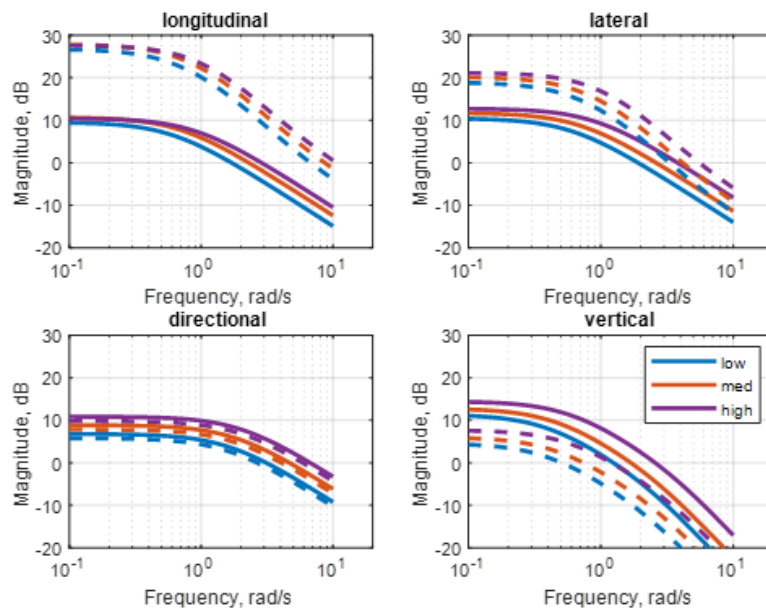 longitudinal
30
20
10
0
-10
-20
Magnitude, dB
10^-1 10^0 10^1
Frequency, rad/s
lateral
30
20
10
0
-10
-20
Magnitude, dB
10^-1 10^0 10^1
Frequency, rad/s
directional
30
20
10
0
-10
-20
Magnitude, dB
10^-1 10^0 10^1
Frequency, rad/s
vertical
30
20
10
0
-10
-20
Magnitude, dB
low
med
high
10^-1 10^0 10^1
Frequency, rad/s